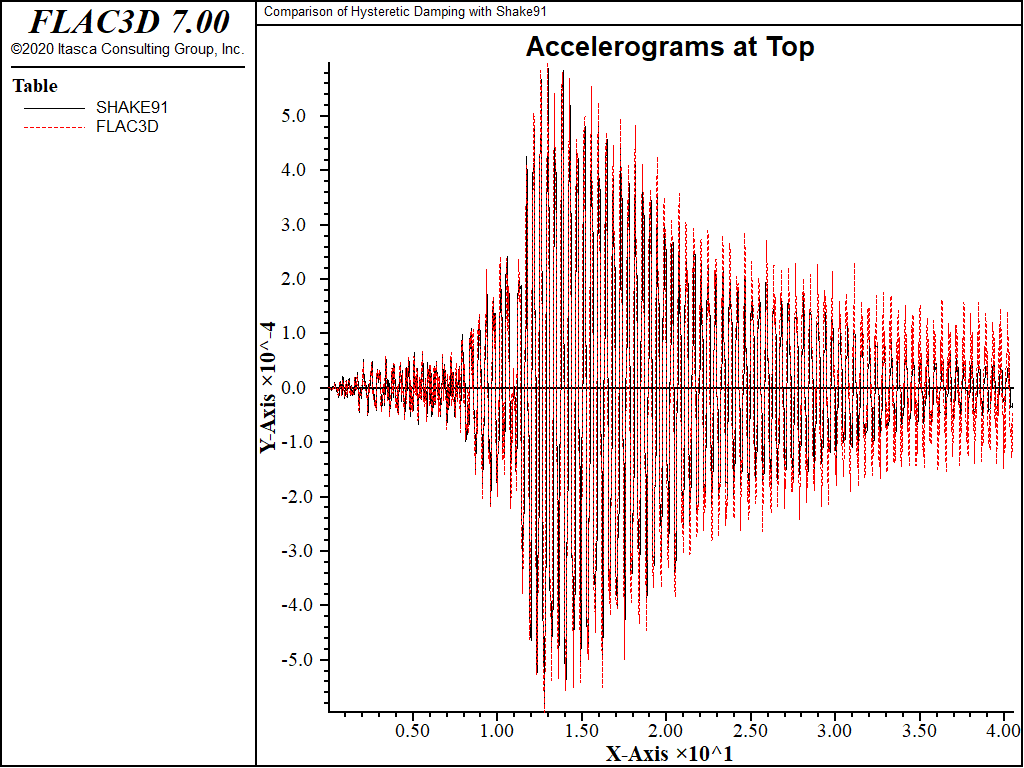 FLAC3D 7.00
©2020 Itasca Consulting Group, Inc.
Table
SHAKE91
FLAC3D
Comparison of Hysteretic Damping with Shake91
Accelerograms at Top
5.0
4.0
3.0
2.0
1.0
0.0
-1.0
-2.0
-3.0
-4.0
-5.0
Y-Axis ×10^-4
0.50 1.00 1.50 2.00 2.50 3.00 3.50 4.00
X-Axis ×10^1